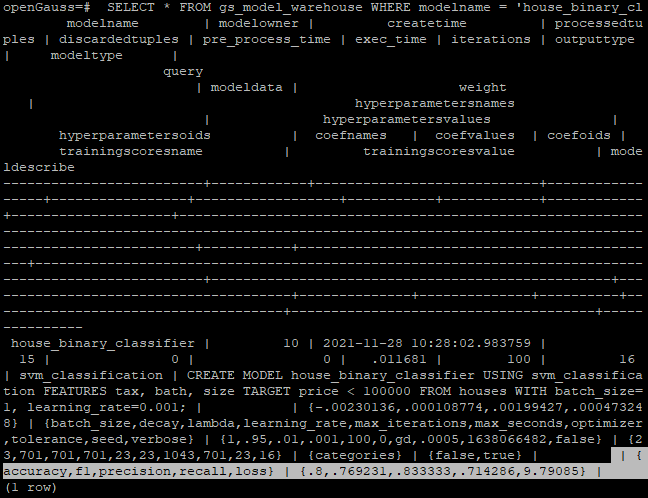 openGauss=#  SELECT * FROM gs_model_warehouse WHERE modelname = 'house_binary_cl
        modelname        | modelowner |         createtime         | processedtu
ples | discardedtuples | pre_process_time | exec_time | iterations | outputtype
|     modeltype      |
                    query
                        | modeldata |                    weight
   |                                        hyperparametersnames
                         |              hyperparametersvalues               |
       hyperparametersoids          |  coefnames   |  coefvalues  | coefoids |
       trainingscoresname          |         trainingscoresvalue          | mode
ldescribe
 house_binary_classifier |         10 | 2021-11-28 10:28:02.983759 |
  15 |               0 |                0 |   .011681 |        100 |         16
| svm_classification | CREATE MODEL house_binary_classifier USING svm_classifica
tion FEATURES tax, bath, size TARGET price < 100000 FROM houses WITH batch_size=
1, learning_rate=0.001; |           | {-.00230136,.000108774,.00199427,.00047324
8} | {batch_size,decay,lambda,learning_rate,max_iterations,max_seconds,optimizer
,tolerance,seed,verbose} | {1,.95,.01,.001,100,0,gd,.0005,1638066482,false} | {2
3,701,701,701,23,23,1043,701,23,16} | {categories} | {false,true} |          | {
accuracy,f1,precision,recall,loss} | {.8,.769231,.833333,.714286,9.79085} |
(1 row)